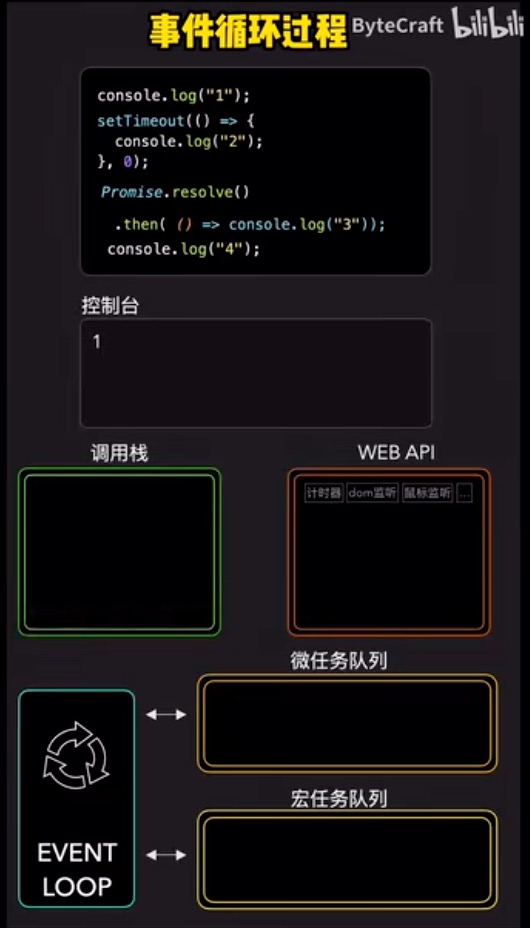 事件循环过程
ByteCraft bilibili
console.log("1");
setTimeout(() => {
console.log("2");
}, 0);
Promise.resolve()
.then( () => console.log("3"));
console.log("4");
控制台
1
调用栈
WEB API
计时器 dom监听 鼠标监听 ...
微任务队列
EVENT
LOOP
宏任务队列